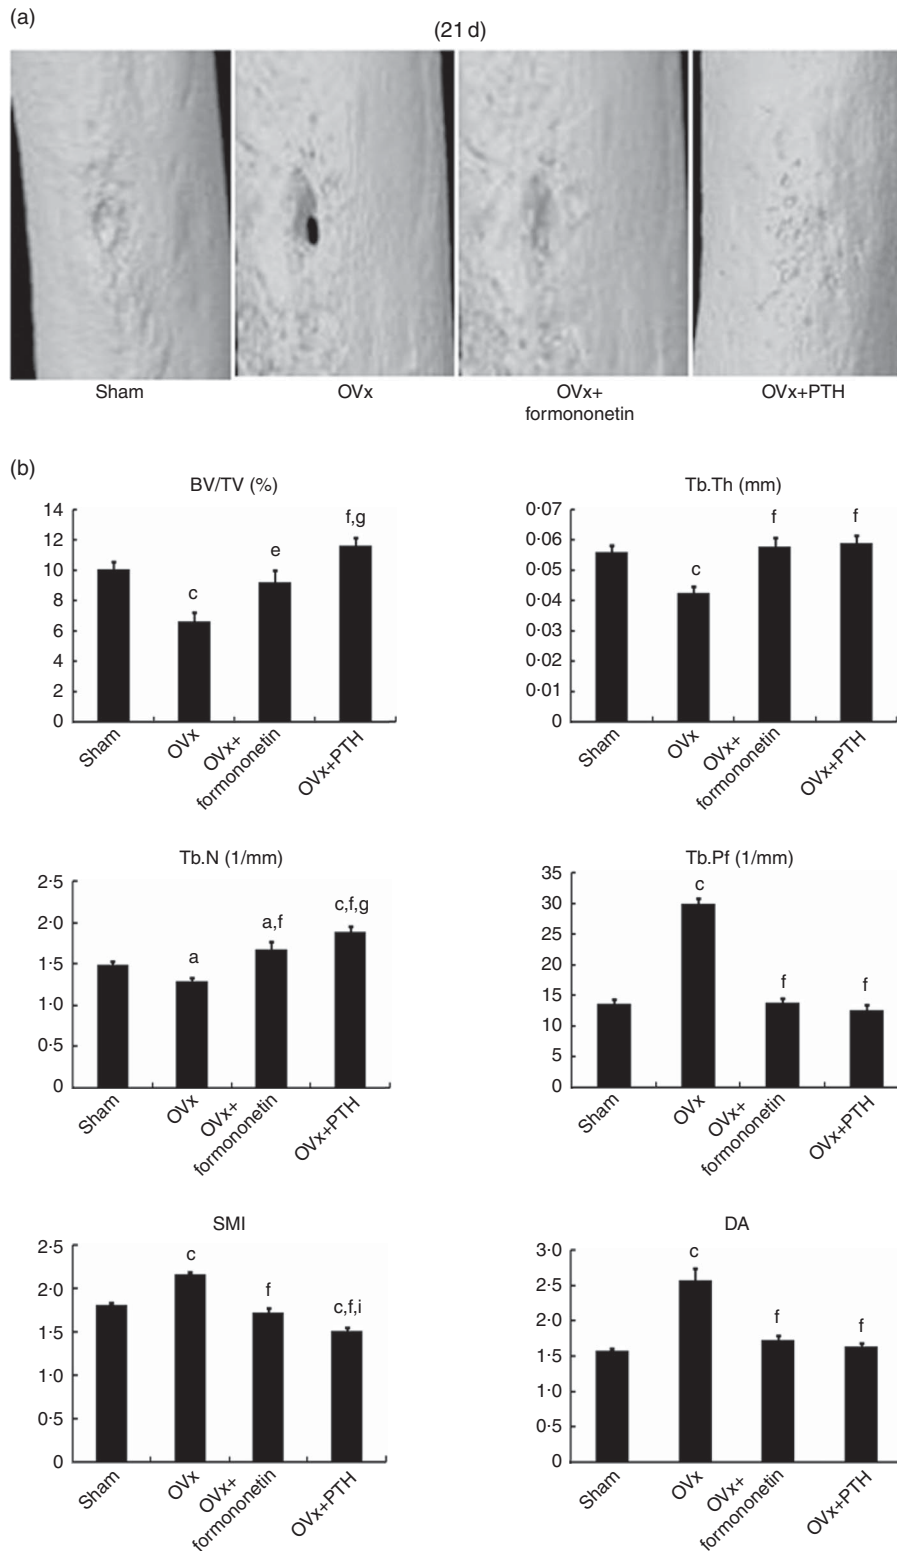 (a)
(21 d)
Sham
OVx
OVx+
formononetin
OVx+PTH
(b)
BV/TV (%)
14
12
10
8
6
4
2
0
c
e
f,g
Sham
OVx
OVx+
formononetin
OVx+PTH
Tb.Th (mm)
0·07
0·06
0·05
0·04
0·03
0·02
0·01
0
c
f
f
Sham
OVx
OVx+
formononetin
OVx+PTH
Tb.N (1/mm)
2·5
2·0
1·5
1·0
0·5
0
a
a,f
c,f,g
Sham
OVx
OVx+
formononetin
OVx+PTH
Tb.Pf (1/mm)
35
30
25
20
15
10
5
0
c
f
f
Sham
OVx
OVx+
formononetin
OVx+PTH
SMI
2·5
2·0
1·5
1·0
0·5
0
c
f
c,f,i
Sham
OVx
OVx+
formononetin
OVx+PTH
DA
3·0
2·5
2·0
1·5
1·0
0·5
0
c
f
f
Sham
OVx
OVx+
formononetin
OVx+PTH